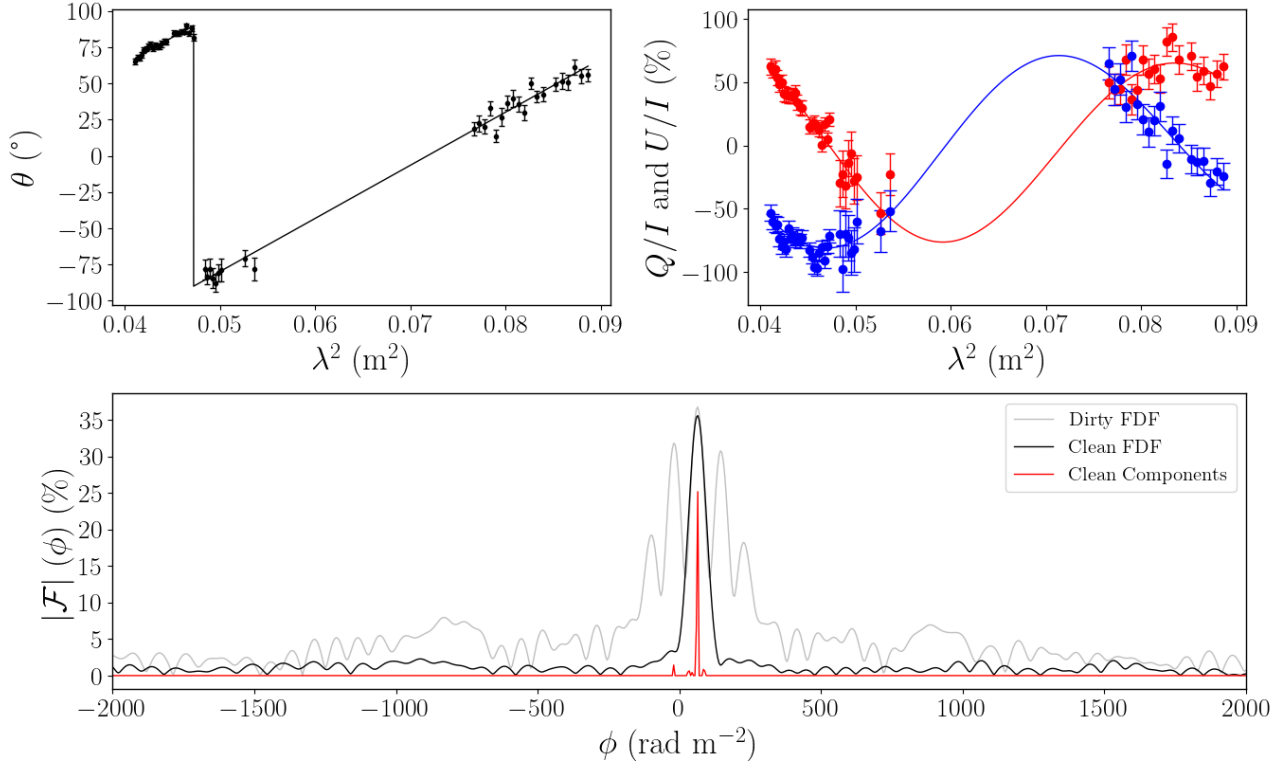 100
75
50
25
0
−25
−50
−75
−100
θ (°)
0.04 0.05 0.06 0.07 0.08 0.09
λ² (m²)
100
50
0
−50
−100
Q/I and U/I (%)
0.04 0.05 0.06 0.07 0.08 0.09
λ² (m²)
35
30
25
20
15
10
5
0
|𝓕| (ϕ) (%)
Dirty FDF
Clean FDF
Clean Components
−2000 −1500 −1000 −500 0 500 1000 1500 2000
ϕ (rad m⁻²)